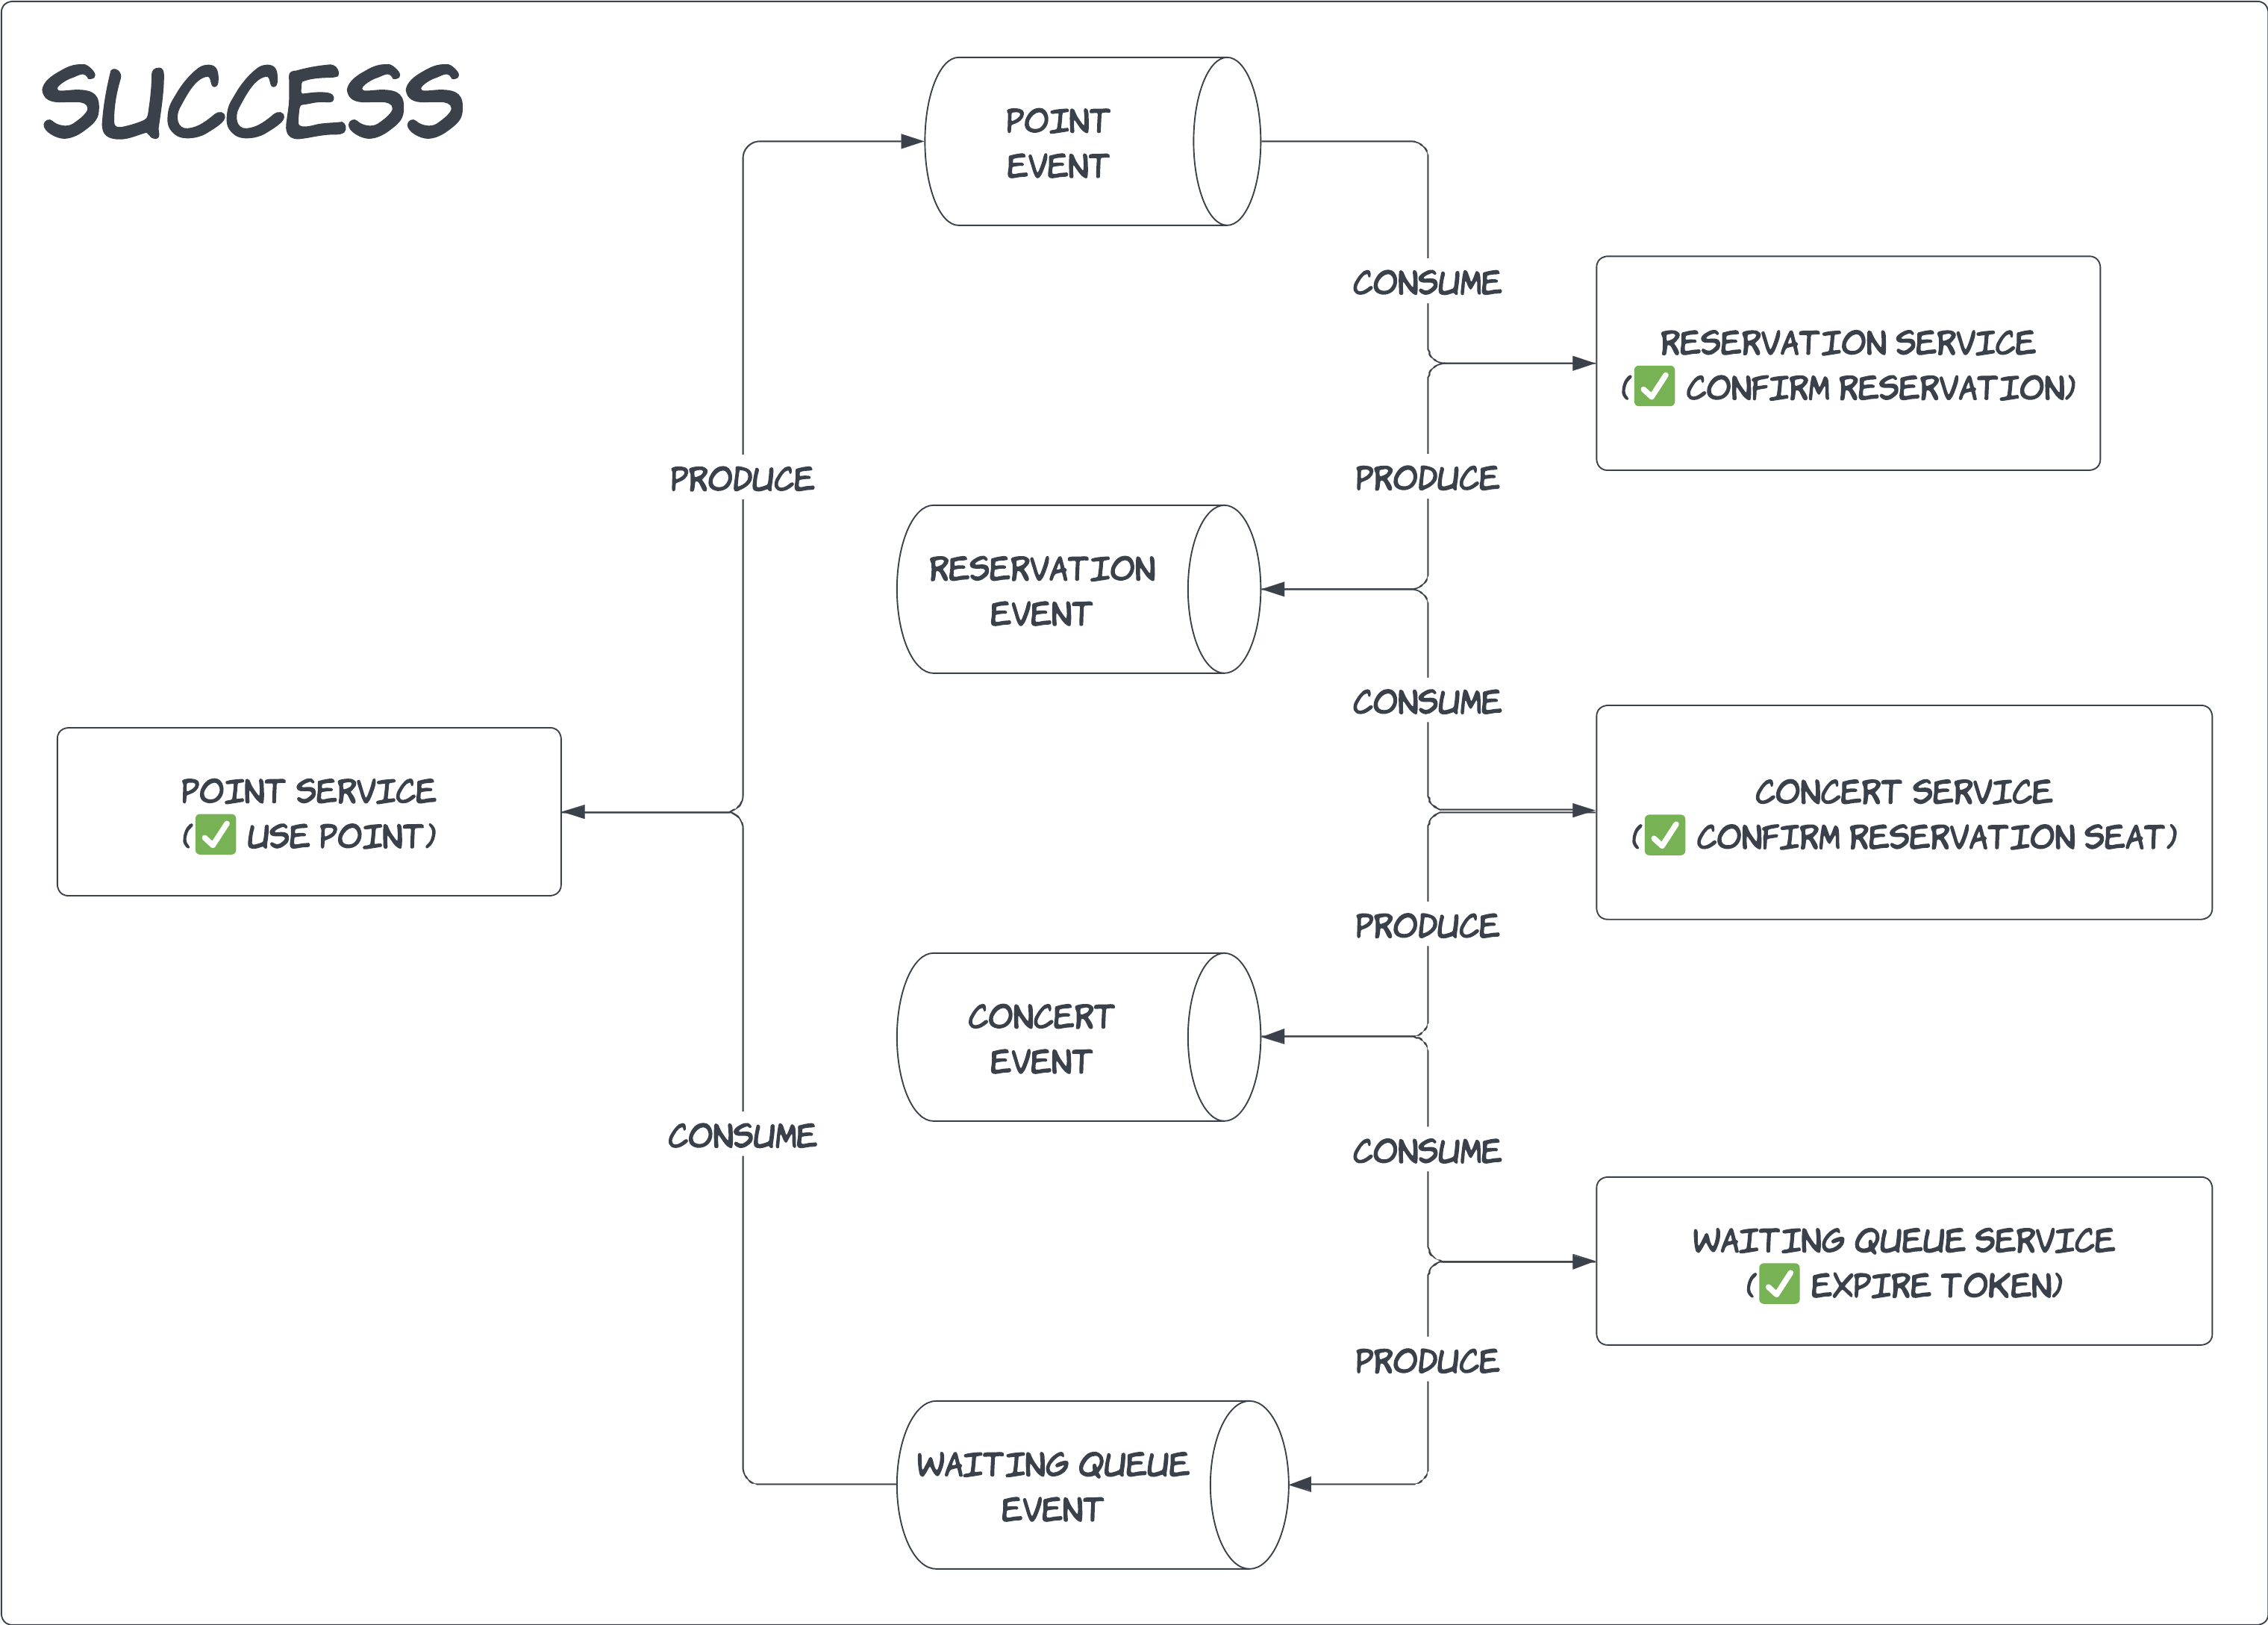 SUCCESS
POINT
EVENT
CONSUME
RESERVATION SERVICE
(✅ CONFIRM RESERVATION)
PRODUCE
PRODUCE
RESERVATION
EVENT
CONSUME
POINT SERVICE
(✅ USE POINT)
CONCERT SERVICE
(✅ CONFIRM RESERVATION SEAT)
PRODUCE
CONCERT
EVENT
CONSUME
CONSUME
WAITING QUEUE SERVICE
(✅ EXPIRE TOKEN)
PRODUCE
WAITING QUEUE
EVENT